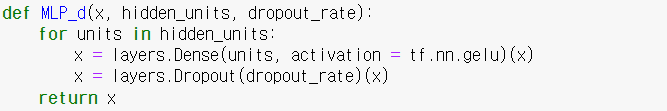 def MLP_d(x, hidden_units, dropout_rate):
    for units in hidden_units:
        x = layers.Dense(units, activation = tf.nn.gelu)(x)
        x = layers.Dropout(dropout_rate)(x)
    return x